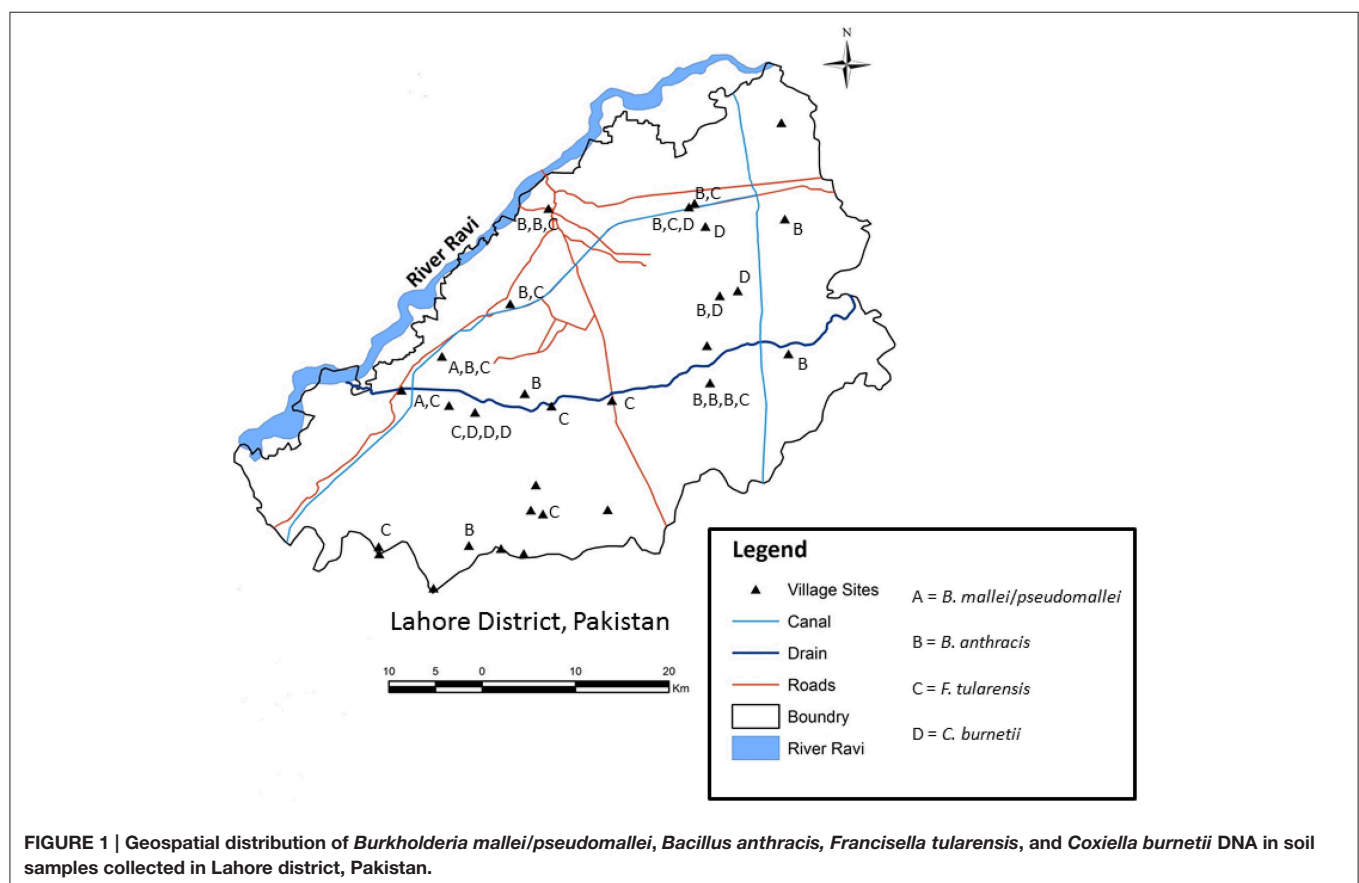 N
River Ravi
B,C
B,B,C
B,C,D
D
B
B,C
D
B,D
A,B,C
B
B
A,C
C
C
B,B,B,C
C,D,D,D
C
C
B
Lahore District, Pakistan
10 5 0 10 20
Km
Legend
Village Sites
Canal
Drain
Roads
Boundry
River Ravi
A = B. mallei/pseudomallei
B = B. anthracis
C = F. tularensis
D = C. burnetii
FIGURE 1 | Geospatial distribution of Burkholderia mallei/pseudomallei, Bacillus anthracis, Francisella tularensis, and Coxiella burnetii DNA in soil
samples collected in Lahore district, Pakistan.